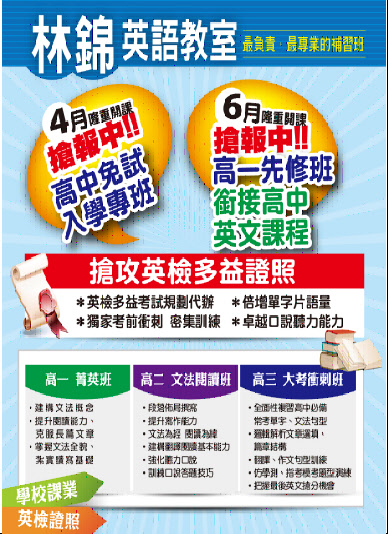 林錦 英語教室 最負責．最專業的補習班
4月隆重開課
搶報中!!
高中免試
入學專班
6月隆重開課
搶報中!!
高一先修班
銜接高中
英文課程
搶攻英檢多益證照
＊英檢多益考試規劃代辦
＊倍增單字片語量
＊獨家考前衝刺 密集訓練
＊卓越口說聽力能力
高一 菁英班
・建構文法概念
・提升閱讀能力、
克服長篇文章
・掌握文法全貌、
紮實讀寫基礎
高二 文法閱讀班
・段落佈局撰寫
・提升寫作能力
・文法為經 閱讀為緯
・建構翻譯閱讀基本能力
・強化聽力口說
・訓練口說答題技巧
高三 大考衝刺班
・全面性複習高中必備
常考單字、文法句型
・邏輯解析文意選填、
篇章結構
・翻譯、作文句型訓練
・仿學測、指考模考題型演練
・把握最後英文搶分機會
學校課業
英檢證照